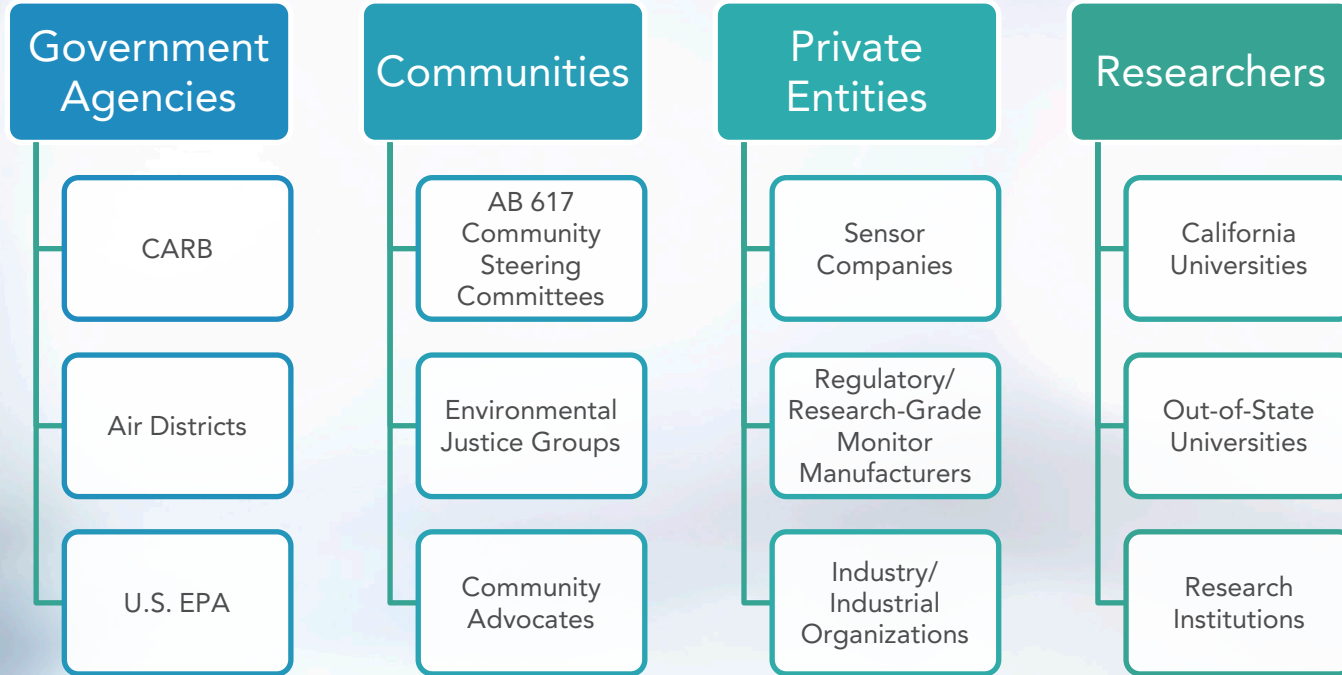 Government
Agencies
CARB
Air Districts
U.S. EPA
Communities
AB 617
Community
Steering
Committees
Environmental
Justice Groups
Community
Advocates
Private
Entities
Sensor
Companies
Regulatory/
Research-Grade
Monitor
Manufacturers
Industry/
Industrial
Organizations
Researchers
California
Universities
Out-of-State
Universities
Research
Institutions